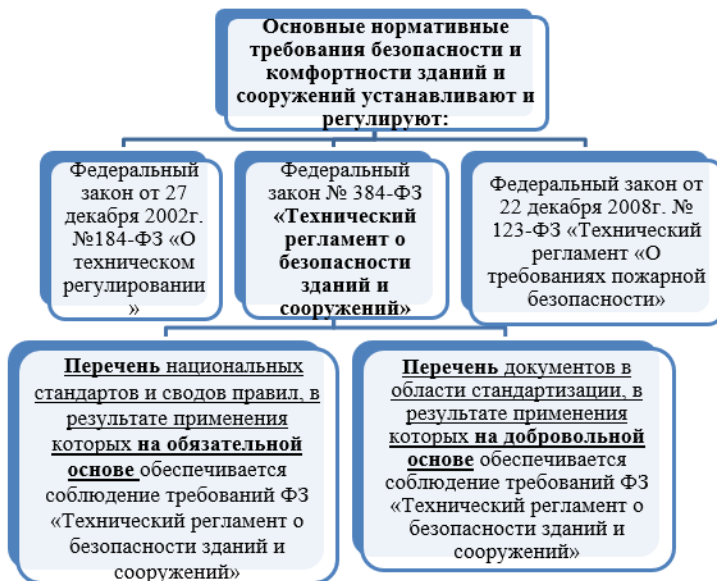 Основные нормативные
требования безопасности и
комфортности зданий и
сооружений устанавливают и
регулируют:
Федеральный
закон от 27
декабря 2002г.
№184-ФЗ «О
техническом
регулировании
»
Федеральный
закон № 384-ФЗ
«Технический
регламент о
безопасности
зданий и
сооружений»
Федеральный закон от
22 декабря 2008г. №
123-ФЗ «Технический
регламент «О
требованиях пожарной
безопасности»
Перечень национальных
стандартов и сводов правил, в
результате применения
которых на обязательной
основе обеспечивается
соблюдение требований ФЗ
«Технический регламент о
безопасности зданий и
сооружений»
Перечень документов в
области стандартизации, в
результате применения
которых на добровольной
основе обеспечивается
соблюдение требований ФЗ
«Технический регламент о
безопасности зданий и
сооружений»